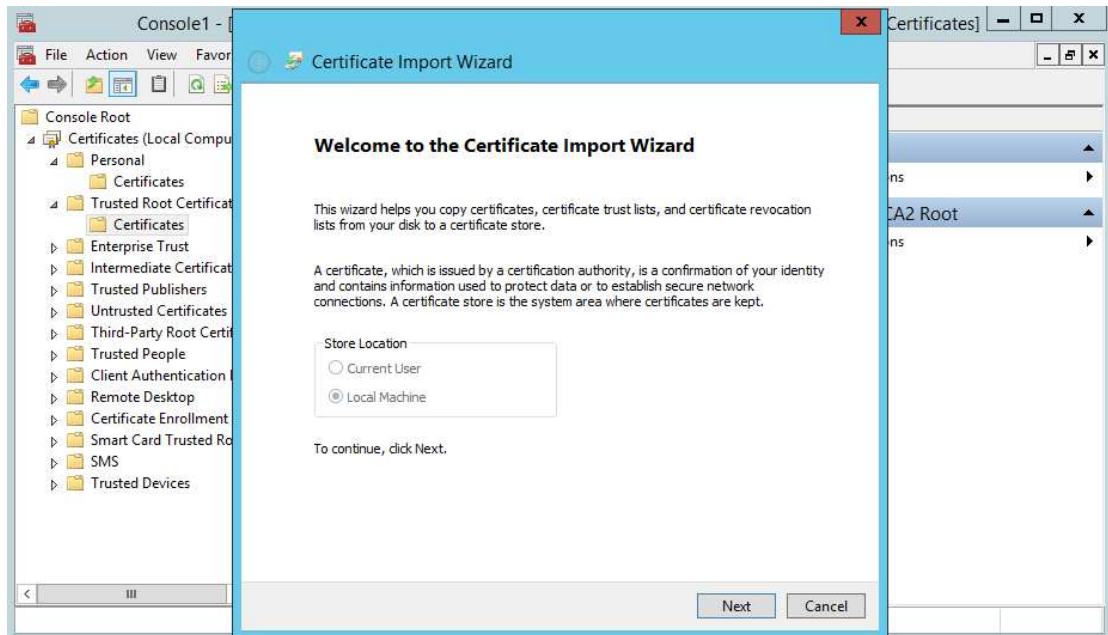 Console1 - [
Certificates]
File Action View Favor
Certificate Import Wizard
Console Root
Certificates (Local Compu
Personal
Certificates
Trusted Root Certificat
Certificates
Enterprise Trust
Intermediate Certificat
Trusted Publishers
Untrusted Certificates
Third-Party Root Certif
Trusted People
Client Authentication
Remote Desktop
Certificate Enrollment
Smart Card Trusted Ro
SMS
Trusted Devices
Welcome to the Certificate Import Wizard
This wizard helps you copy certificates, certificate trust lists, and certificate revocation
lists from your disk to a certificate store.
A certificate, which is issued by a certification authority, is a confirmation of your identity
and contains information used to protect data or to establish secure network
connections. A certificate store is the system area where certificates are kept.
Store Location
Current User
Local Machine
To continue, click Next.
Next Cancel
ns
CA2 Root
ns